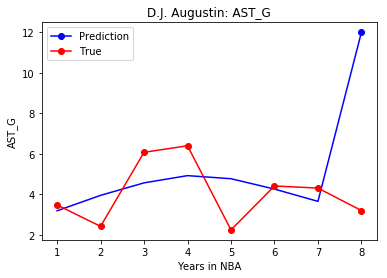 D.J. Augustin: AST_G
Prediction
True
12
10
8
6
4
2
AST_G
1 2 3 4 5 6 7 8
Years in NBA